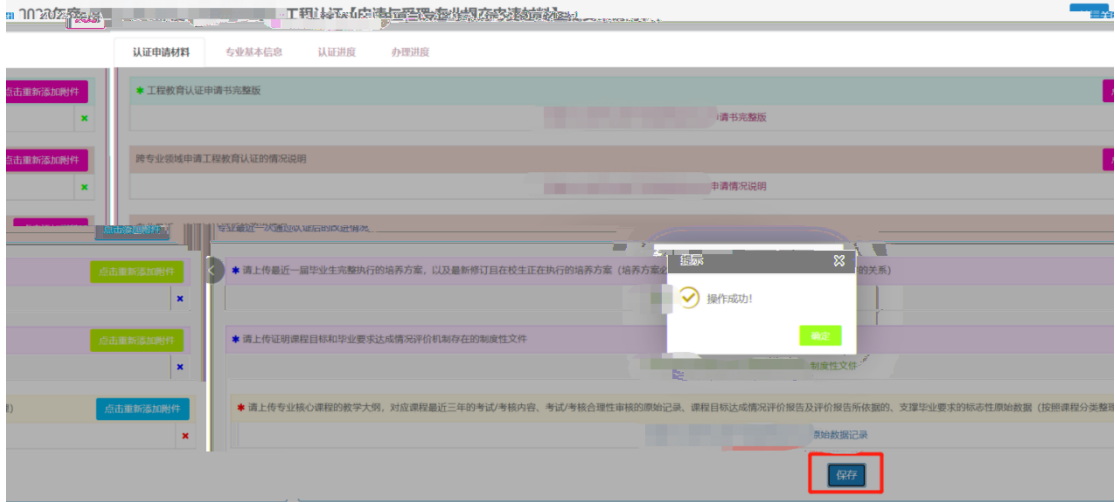 认证申请材料 专业基本信息 认证进度 办理进度
点击重新添加附件 * 工程教育认证申请书完整版
请书完整版
点击重新添加附件 跨专业领域申请工程教育认证的情况说明
申请情况说明
点击重新添加附件 * 请上传最近一届毕业生完整执行的培养方案，以及最新修订且在校生正在执行的培养方案（培养方案必 的关系）
提示
操作成功!
确定
点击重新添加附件 * 请上传证明课程目标和毕业要求达成情况评价机制存在的制度性文件
制度性文件
点击重新添加附件 * 请上传专业核心课程的教学大纲，对应课程最近三年的考试/考核内容、考试/考核合理性审核的原始记录、课程目标达成情况评价报告及评价报告所依据的、支撑毕业要求的标志性原始数据（按照课程分类整理
原始数据记录
保存